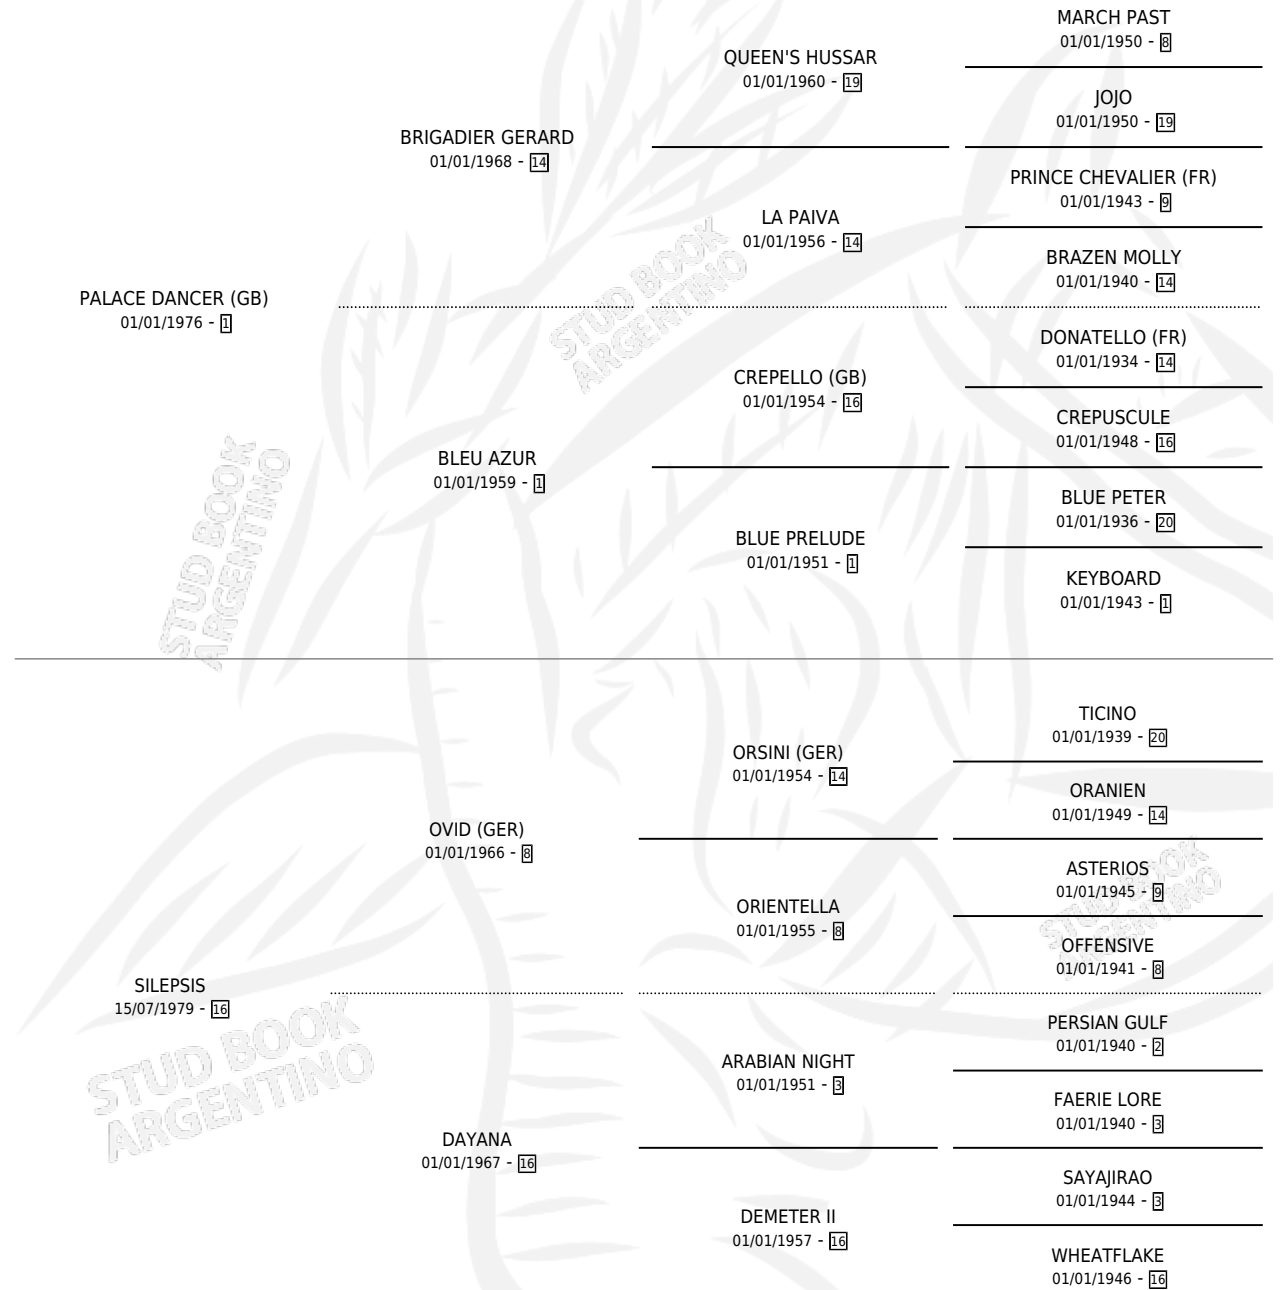 MARCH PAST
01/01/1950 - 8
QUEEN'S HUSSAR
01/01/1960 - 19
JOJO
01/01/1950 - 19
BRIGADIER GERARD
01/01/1968 - 14
PRINCE CHEVALIER (FR)
01/01/1943 - 9
LA PAIVA
01/01/1956 - 14
BRAZEN MOLLY
01/01/1940 - 14
PALACE DANCER (GB)
01/01/1976 - 1
DONATELLO (FR)
01/01/1934 - 14
CREPELLO (GB)
01/01/1954 - 16
CREPUSCULE
01/01/1948 - 16
BLEU AZUR
01/01/1959 - 1
BLUE PETER
01/01/1936 - 20
BLUE PRELUDE
01/01/1951 - 1
KEYBOARD
01/01/1943 - 1
TICINO
01/01/1939 - 20
ORSINI (GER)
01/01/1954 - 14
ORANIEN
01/01/1949 - 14
OVID (GER)
01/01/1966 - 8
ASTERIOS
01/01/1945 - 9
ORIENTELLA
01/01/1955 - 8
OFFENSIVE
01/01/1941 - 8
SILEPSIS
15/07/1979 - 16
PERSIAN GULF
01/01/1940 - 2
ARABIAN NIGHT
01/01/1951 - 3
FAERIE LORE
01/01/1940 - 3
DAYANA
01/01/1967 - 16
SAYAJIRAO
01/01/1944 - 3
DEMETER II
01/01/1957 - 16
WHEATFLAKE
01/01/1946 - 16
STUD BOOK
ARGENTINO
STUD BOOK
ARGENTINO
STUD BOOK
ARGENTINO
STUD BOOK
ARGENTINO